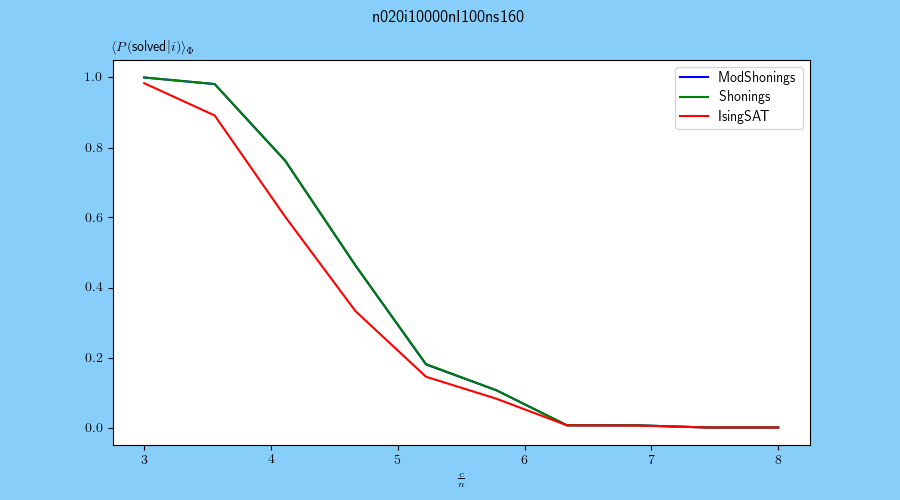 n020i10000nI100ns160
⟨P(solved|i)⟩Φ
1.0
0.8
0.6
0.4
0.2
0.0
ModShonings
Shonings
IsingSAT
3 4 5 6 7 8
c/n